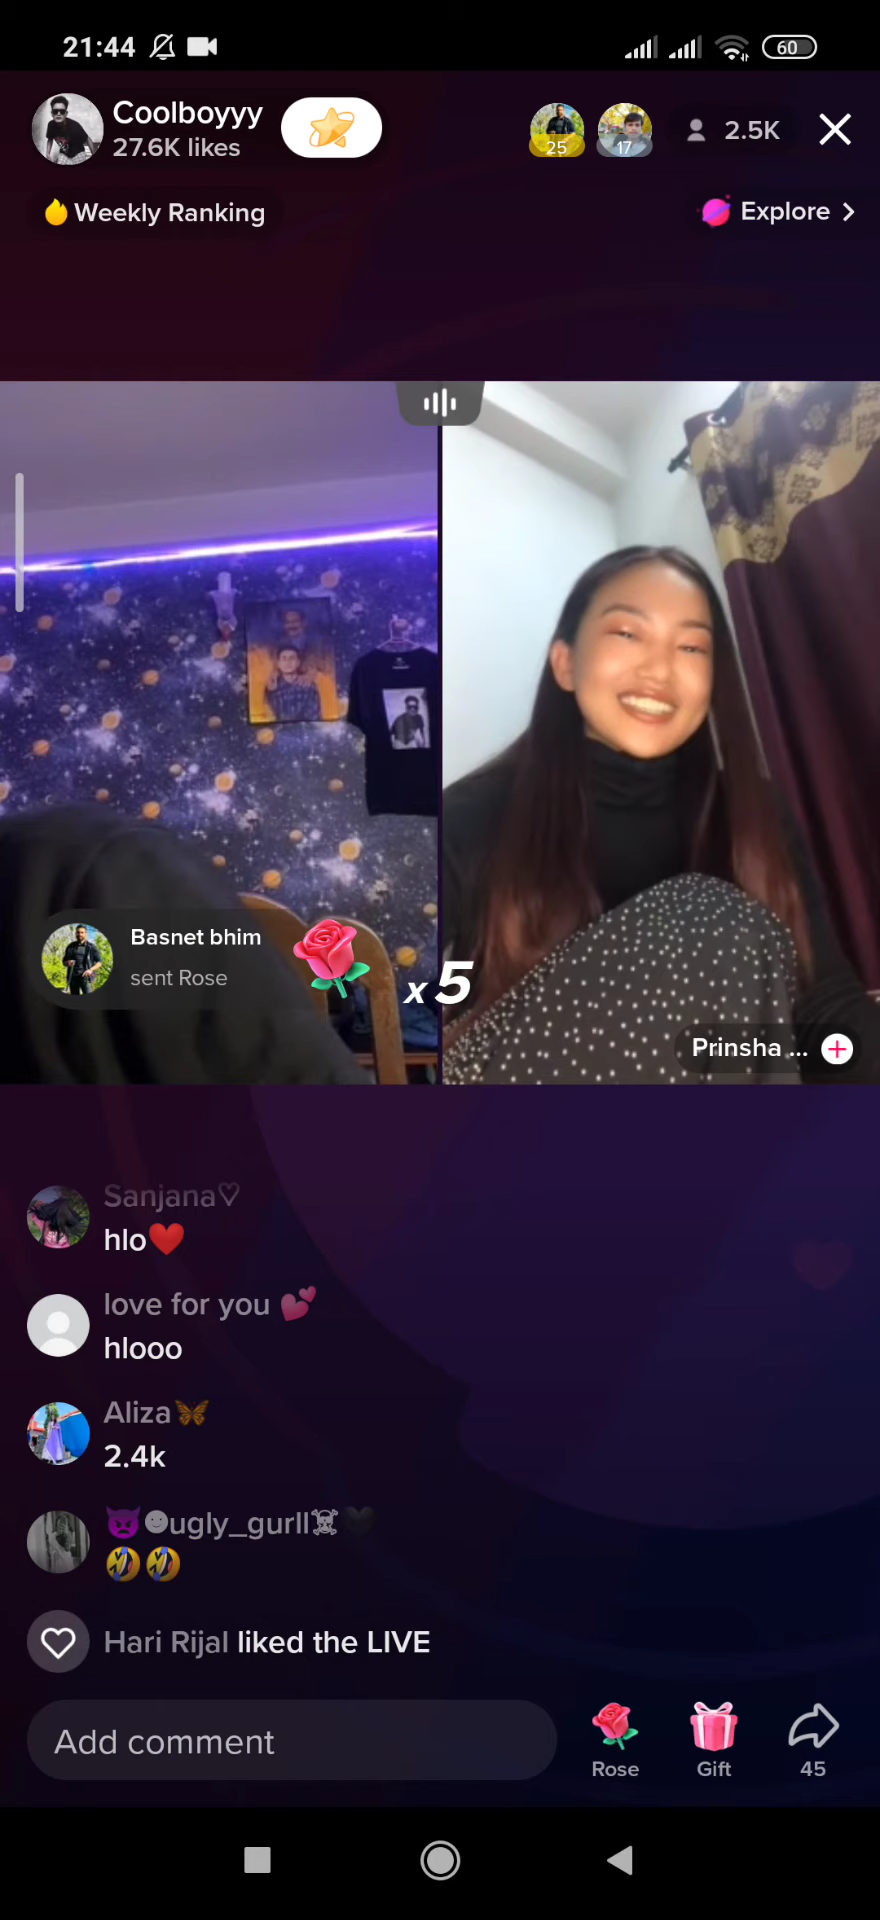 21:44
60
Coolboyyy
27.6K likes
25
17
2.5K
Weekly Ranking
Explore
Basnet bhim
sent Rose
x5
Prinsha ...
Sanjana♡
hlo❤️
love for you 💕
hlooo
Aliza🦋
2.4k
👿☻ugly_gurll☠🖤
🤣🤣
Hari Rijal liked the LIVE
Add comment
Rose
Gift
45